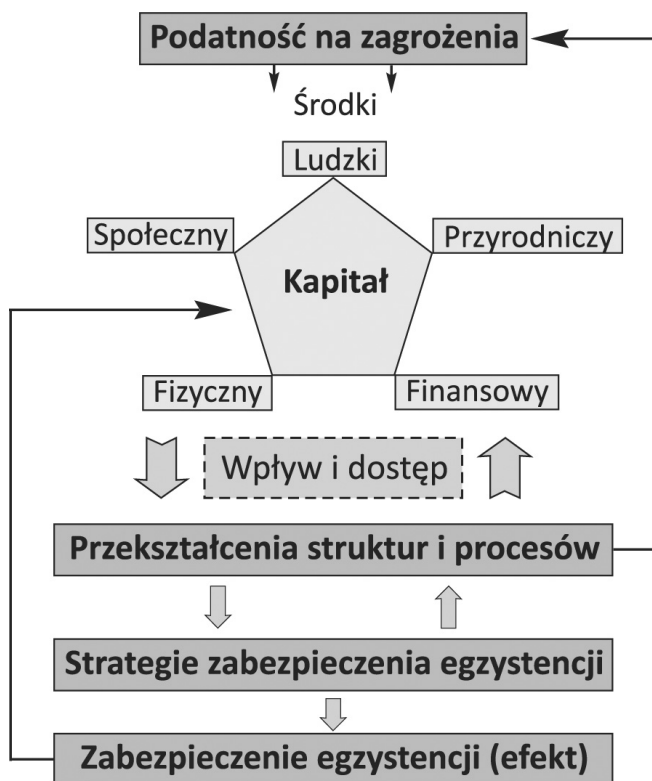 Podatność na zagrożenia
Środki
Ludzki
Społeczny
Przyrodniczy
Kapitał
Fizyczny
Finansowy
Wpływ i dostęp
Przekształcenia struktur i procesów
Strategie zabezpieczenia egzystencji
Zabezpieczenie egzystencji (efekt)